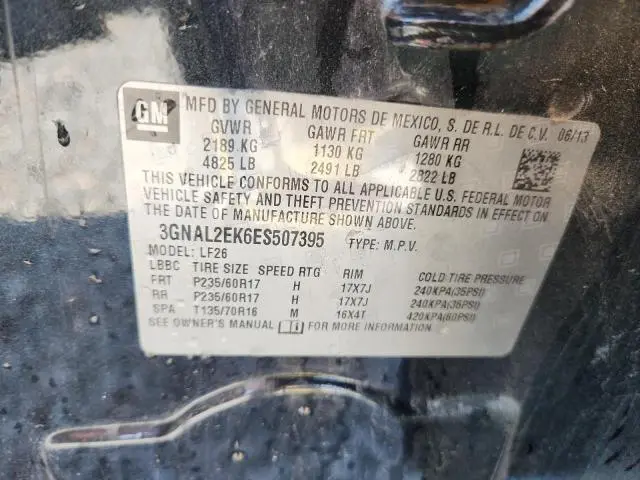 GM
MFD BY GENERAL MOTORS DE MEXICO, S. DE R.L. DE C.V. 06/13
GVWR GAWR FRT GAWR RR
2189 KG 1130 KG 1280 KG
4825 LB 2491 LB 2822 LB
THIS VEHICLE CONFORMS TO ALL APPLICABLE U.S. FEDERAL MOTOR
VEHICLE SAFETY AND THEFT PREVENTION STANDARDS IN EFFECT ON
THE DATE OF MANUFACTURE SHOWN ABOVE.
3GNAL2EK6ES507395 TYPE: M.P.V.
MODEL: LF26
LBBC TIRE SIZE SPEED RTG RIM COLD TIRE PRESSURE
FRT P235/60R17 H 17X7J 240KPA(35PSI)
RR P235/60R17 H 17X7J 240KPA(35PSI)
SPA T135/70R16 M 16X4T 420KPA(60PSI)
SEE OWNER'S MANUAL FOR MORE INFORMATION